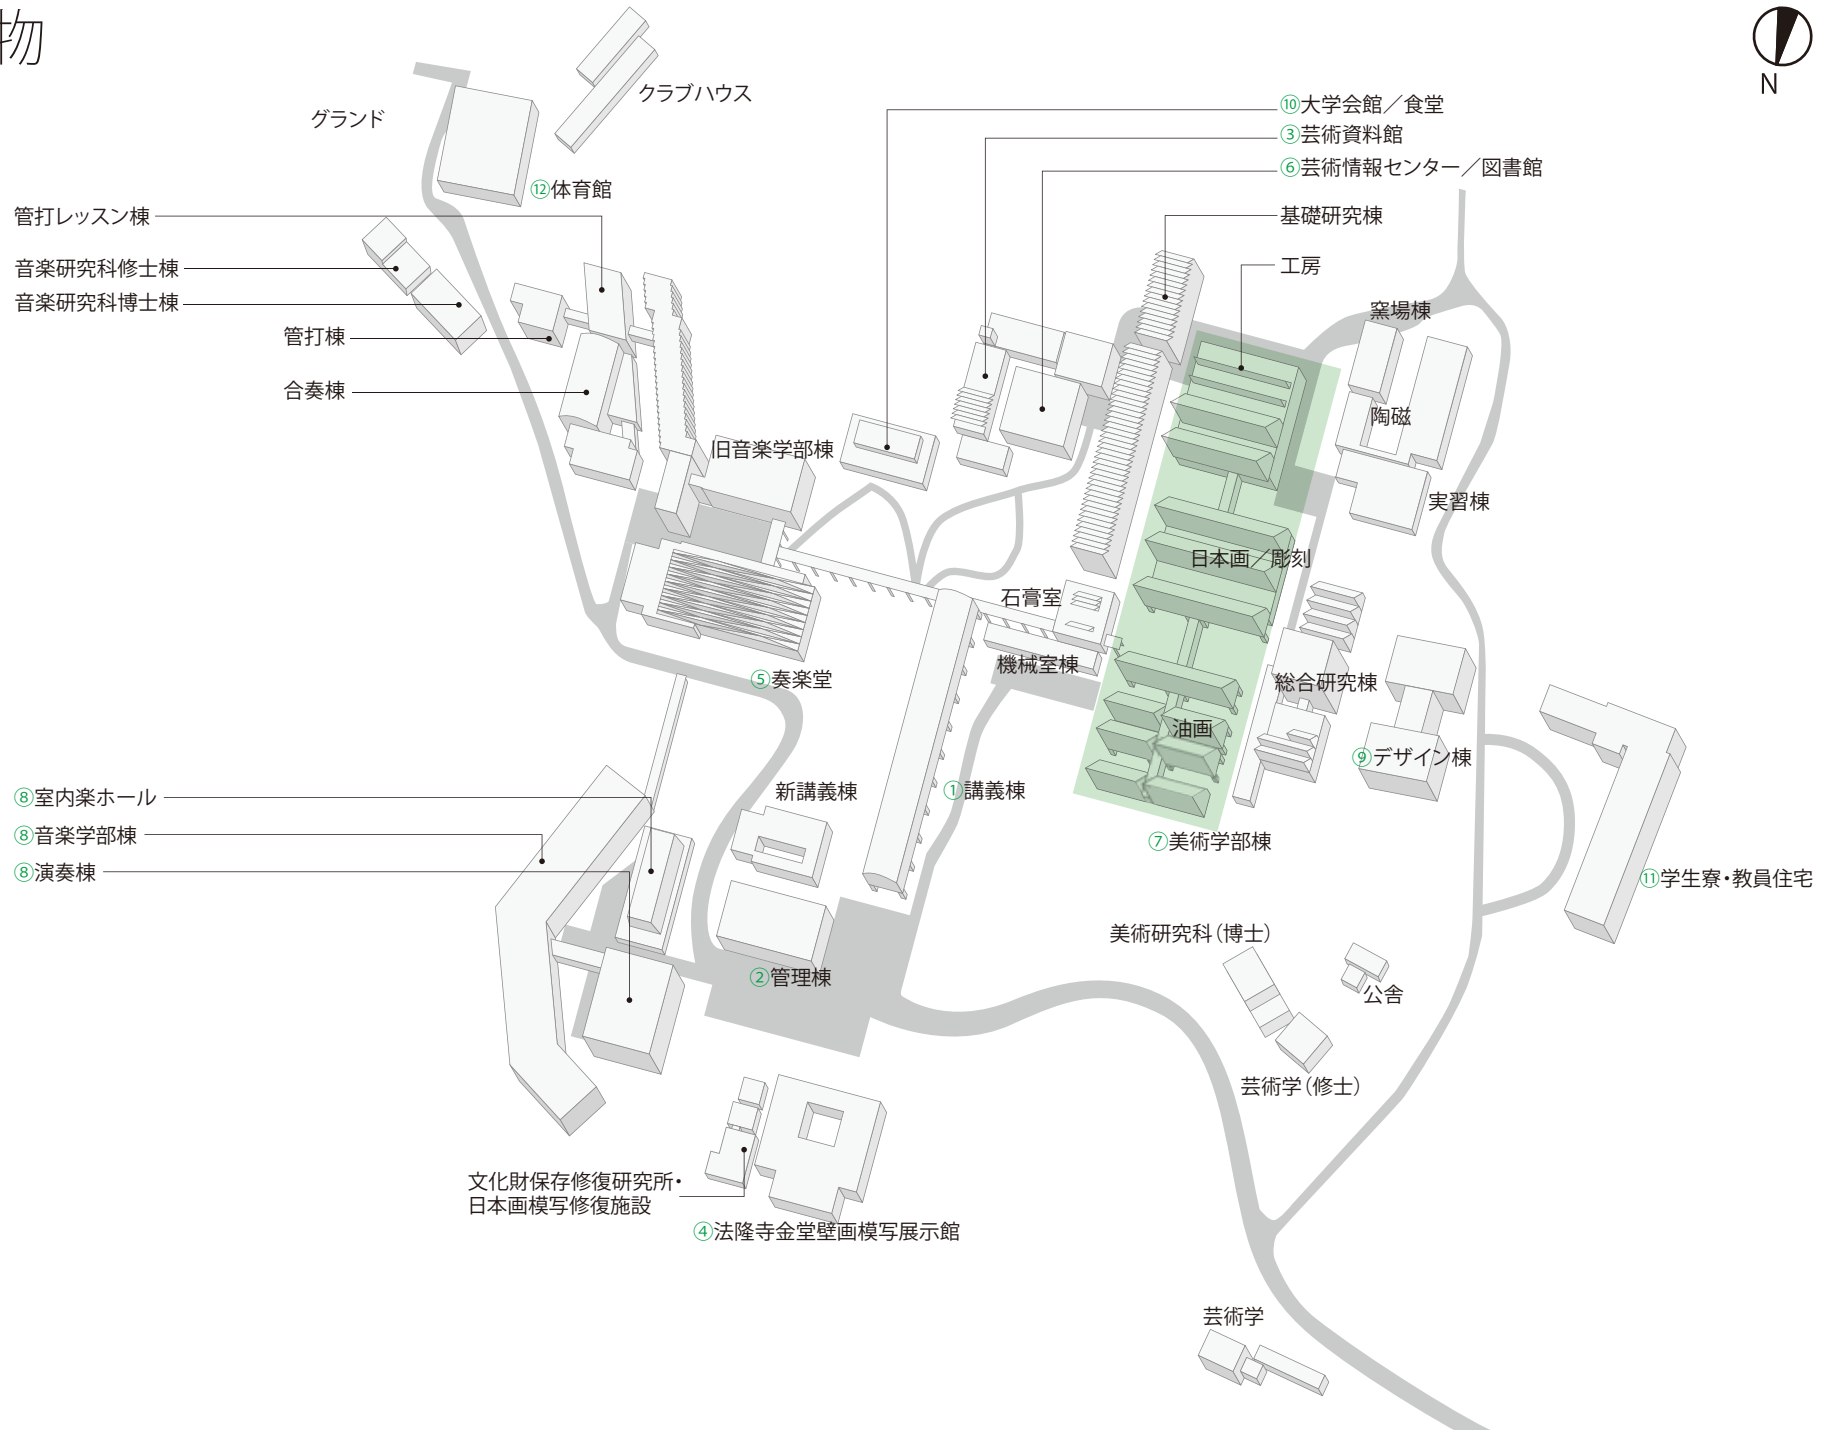 物
N
グランド
クラブハウス
⑩大学会館／食堂
③芸術資料館
⑥芸術情報センター／図書館
⑫体育館
管打レッスン棟
基礎研究棟
音楽研究科修士棟
工房
音楽研究科博士棟
窯場棟
管打棟
合奏棟
陶磁
旧音楽学部棟
実習棟
日本画／彫刻
石膏室
機械室棟
⑤奏楽堂
総合研究棟
油画
⑨デザイン棟
新講義棟
①講義棟
⑧室内楽ホール
⑧音楽学部棟
⑦美術学部棟
⑧演奏棟
⑪学生寮・教員住宅
美術研究科（博士）
②管理棟
公舎
芸術学（修士）
文化財保存修復研究所・
日本画模写修復施設
④法隆寺金堂壁画模写展示館
芸術学